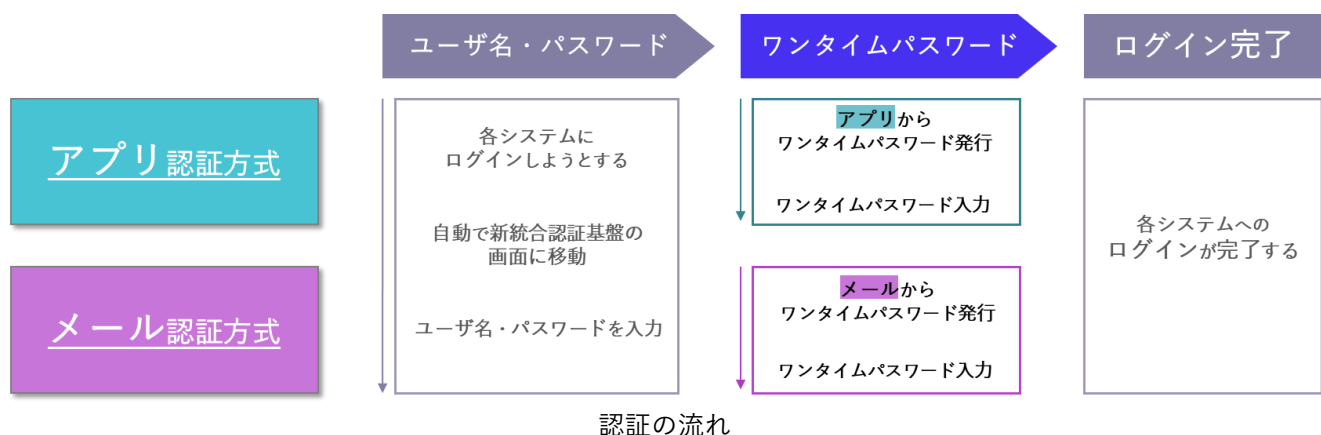 ユーザ名・パスワード
ワンタイムパスワード
ログイン完了
アプリ認証方式
メール認証方式
各システムに
ログインしようとする
自動で新統合認証基盤の
画面に移動
ユーザ名・パスワードを入力
アプリから
ワンタイムパスワード発行
ワンタイムパスワード入力
メールから
ワンタイムパスワード発行
ワンタイムパスワード入力
各システムへの
ログインが完了する
認証の流れ